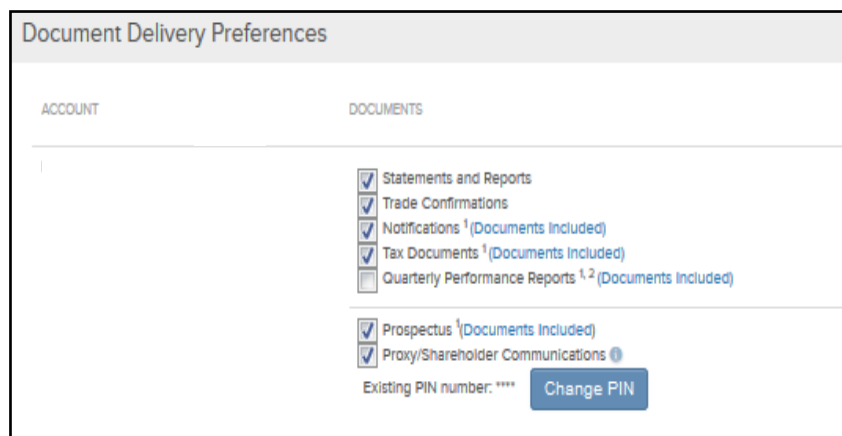 Document Delivery Preferences
ACCOUNT DOCUMENTS
Statements and Reports
Trade Confirmations
Notifications 1 (Documents Included)
Tax Documents 1 (Documents Included)
Quarterly Performance Reports 1, 2 (Documents Included)
Prospectus 1(Documents Included)
Proxy/Shareholder Communications
Existing PIN number: **** Change PIN